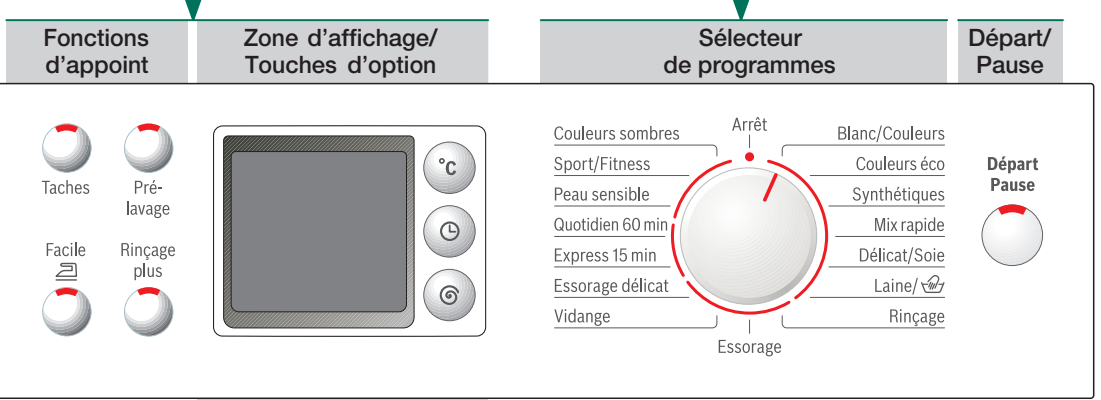 Fonctions
d'appoint
Zone d'affichage/
Touches d'option
Sélecteur
de programmes
Départ/
Pause
Taches
Pré-
lavage
Facile
Rinçage
plus
°C
Arrêt
Couleurs sombres
Sport/Fitness
Peau sensible
Quotidien 60 min
Express 15 min
Essorage délicat
Vidange
Essorage
Blanc/Couleurs
Couleurs éco
Synthétiques
Mix rapide
Délicat/Soie
Laine/
Rinçage
Départ
Pause